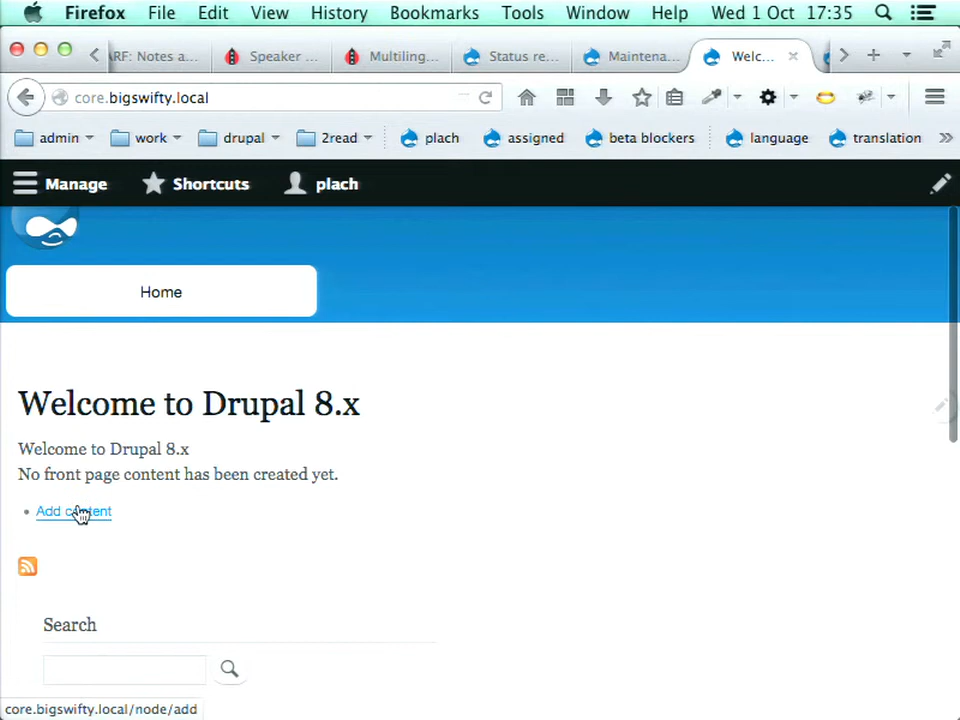 Firefox File Edit View History Bookmarks Tools Window Help Wed 1 Oct 17:35
RF: Notes a... Speaker ... Multiling... Status re... Maintena... Welc...
core.bigswifty.local
admin work drupal 2read plach assigned beta blockers language translation
Manage Shortcuts plach
Home
Welcome to Drupal 8.x
Welcome to Drupal 8.x
No front page content has been created yet.
Add content
Search
core.bigswifty.local/node/add